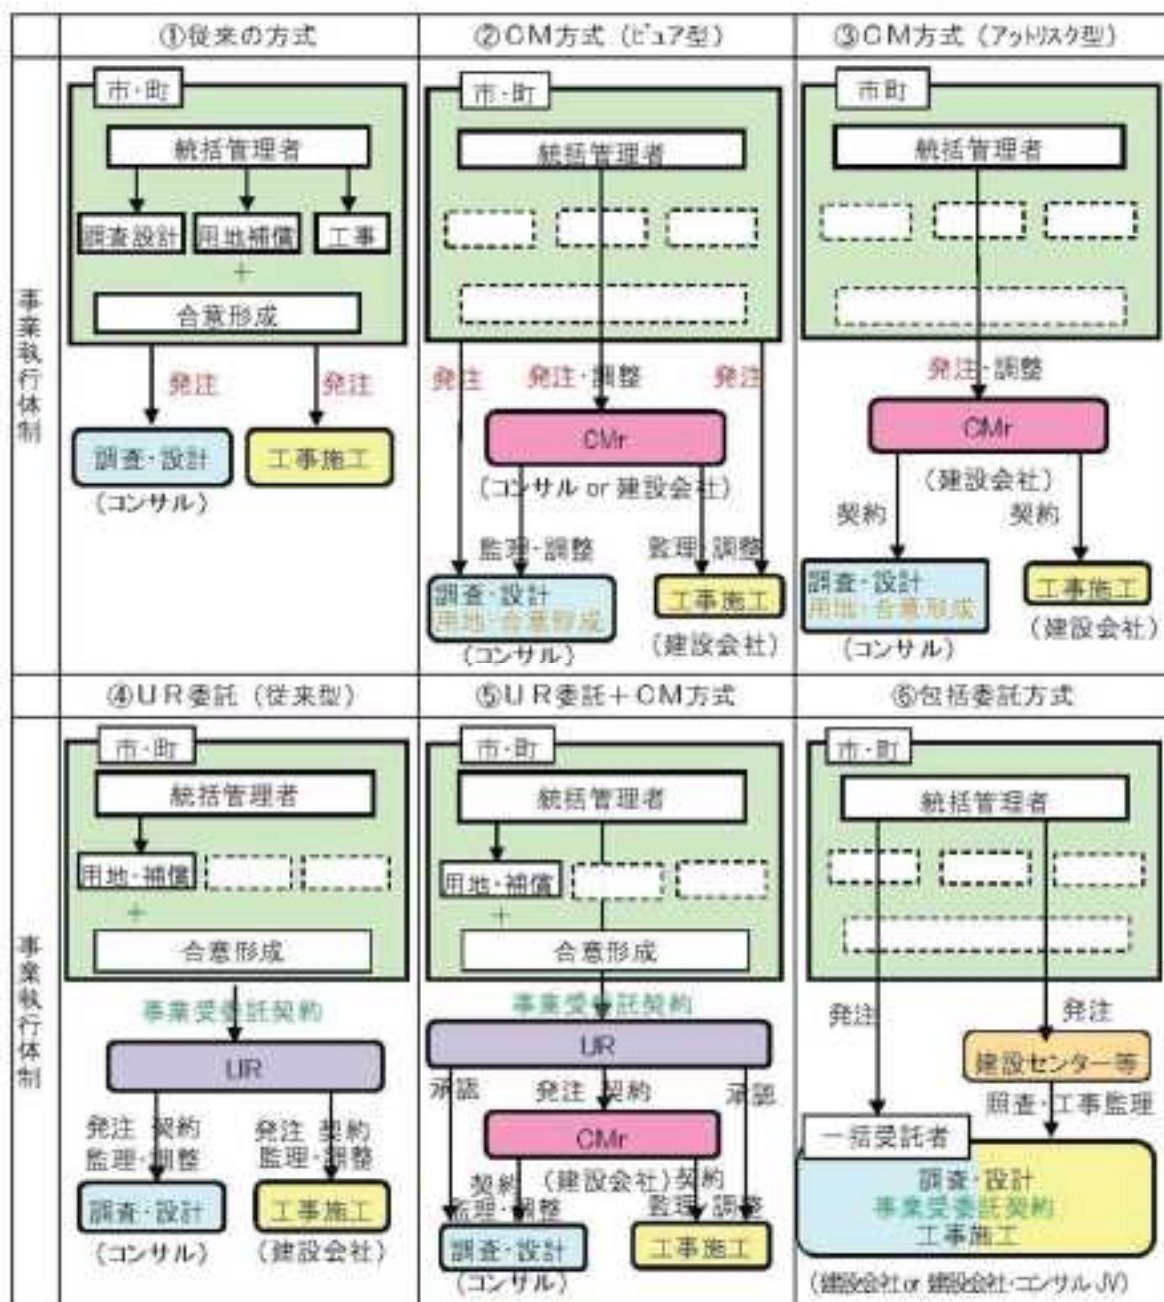 ①従来の方式
②CM方式（ピュア型）
③CM方式（アットリスク型）
事業執行体制
市・町
統括管理者
調査設計
用地補償
工事
+
合意形成
発注
発注
調査・設計
工事施工
(コンサル)
市・町
統括管理者
発注
発注・調整
発注
CMr
(コンサル or 建設会社)
監理・調整
監理・調整
調査・設計
用地・合意形成
工事施工
(コンサル)
(建設会社)
市町
統括管理者
発注・調整
CMr
(建設会社)
契約
契約
調査・設計
用地・合意形成
工事施工
(コンサル)
(建設会社)
④UR委託（従来型）
⑤UR委託＋CM方式
⑥包括委託方式
事業執行体制
市・町
統括管理者
用地・補償
+
合意形成
事業受委託契約
UR
発注 契約
監理・調整
発注 契約
監理・調整
調査・設計
工事施工
(コンサル)
(建設会社)
市・町
統括管理者
用地・補償
+
合意形成
事業受委託契約
UR
承認
発注 契約
承認
CMr
契約
(建設会社)
契約
監理・調整
監理・調整
調査・設計
工事施工
(コンサル)
市・町
統括管理者
発注
発注
建設センター等
照査・工事監理
一括受託者
調査・設計
事業受委託契約
工事施工
(建設会社 or 建設会社・コンサル JV)